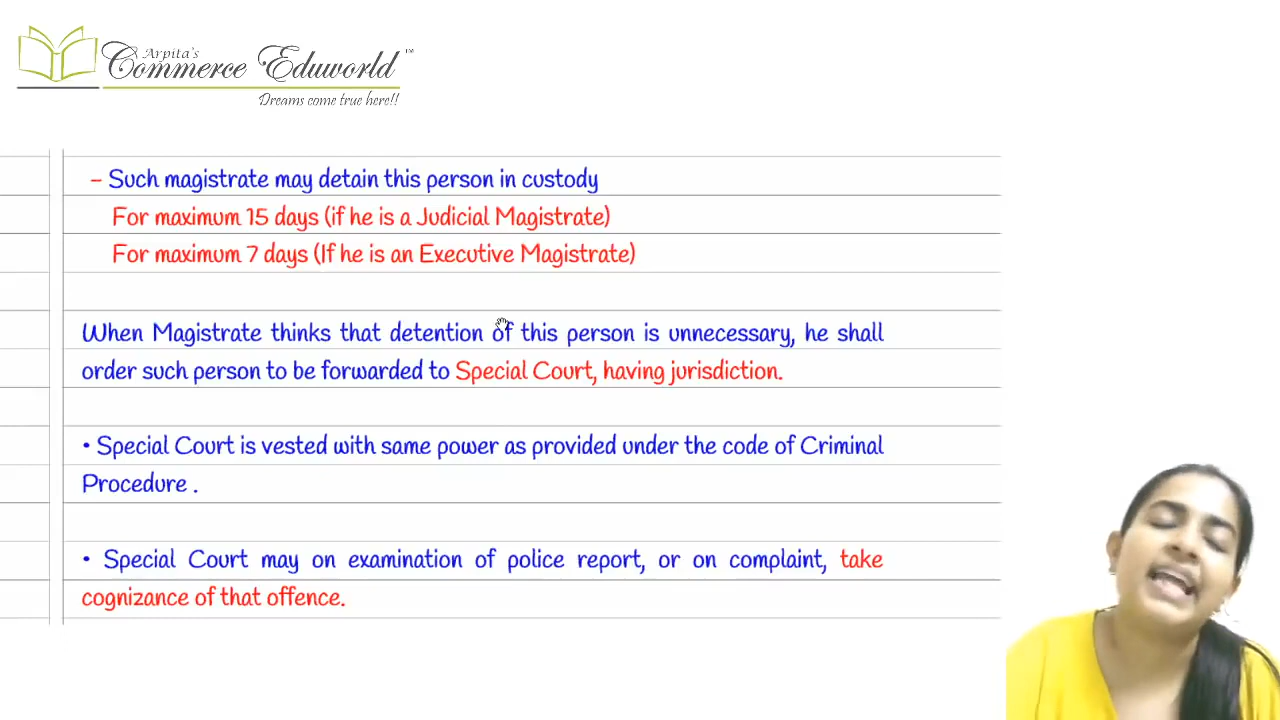 Arpita's
Commerce Eduworld™
Dreams come true here!!
- Such magistrate may detain this person in custody
For maximum 15 days (if he is a Judicial Magistrate)
For maximum 7 days (If he is an Executive Magistrate)
When Magistrate thinks that detention of this person is unnecessary, he shall
order such person to be forwarded to Special Court, having jurisdiction.
• Special Court is vested with same power as provided under the code of Criminal
Procedure .
• Special Court may on examination of police report, or on complaint, take
cognizance of that offence.